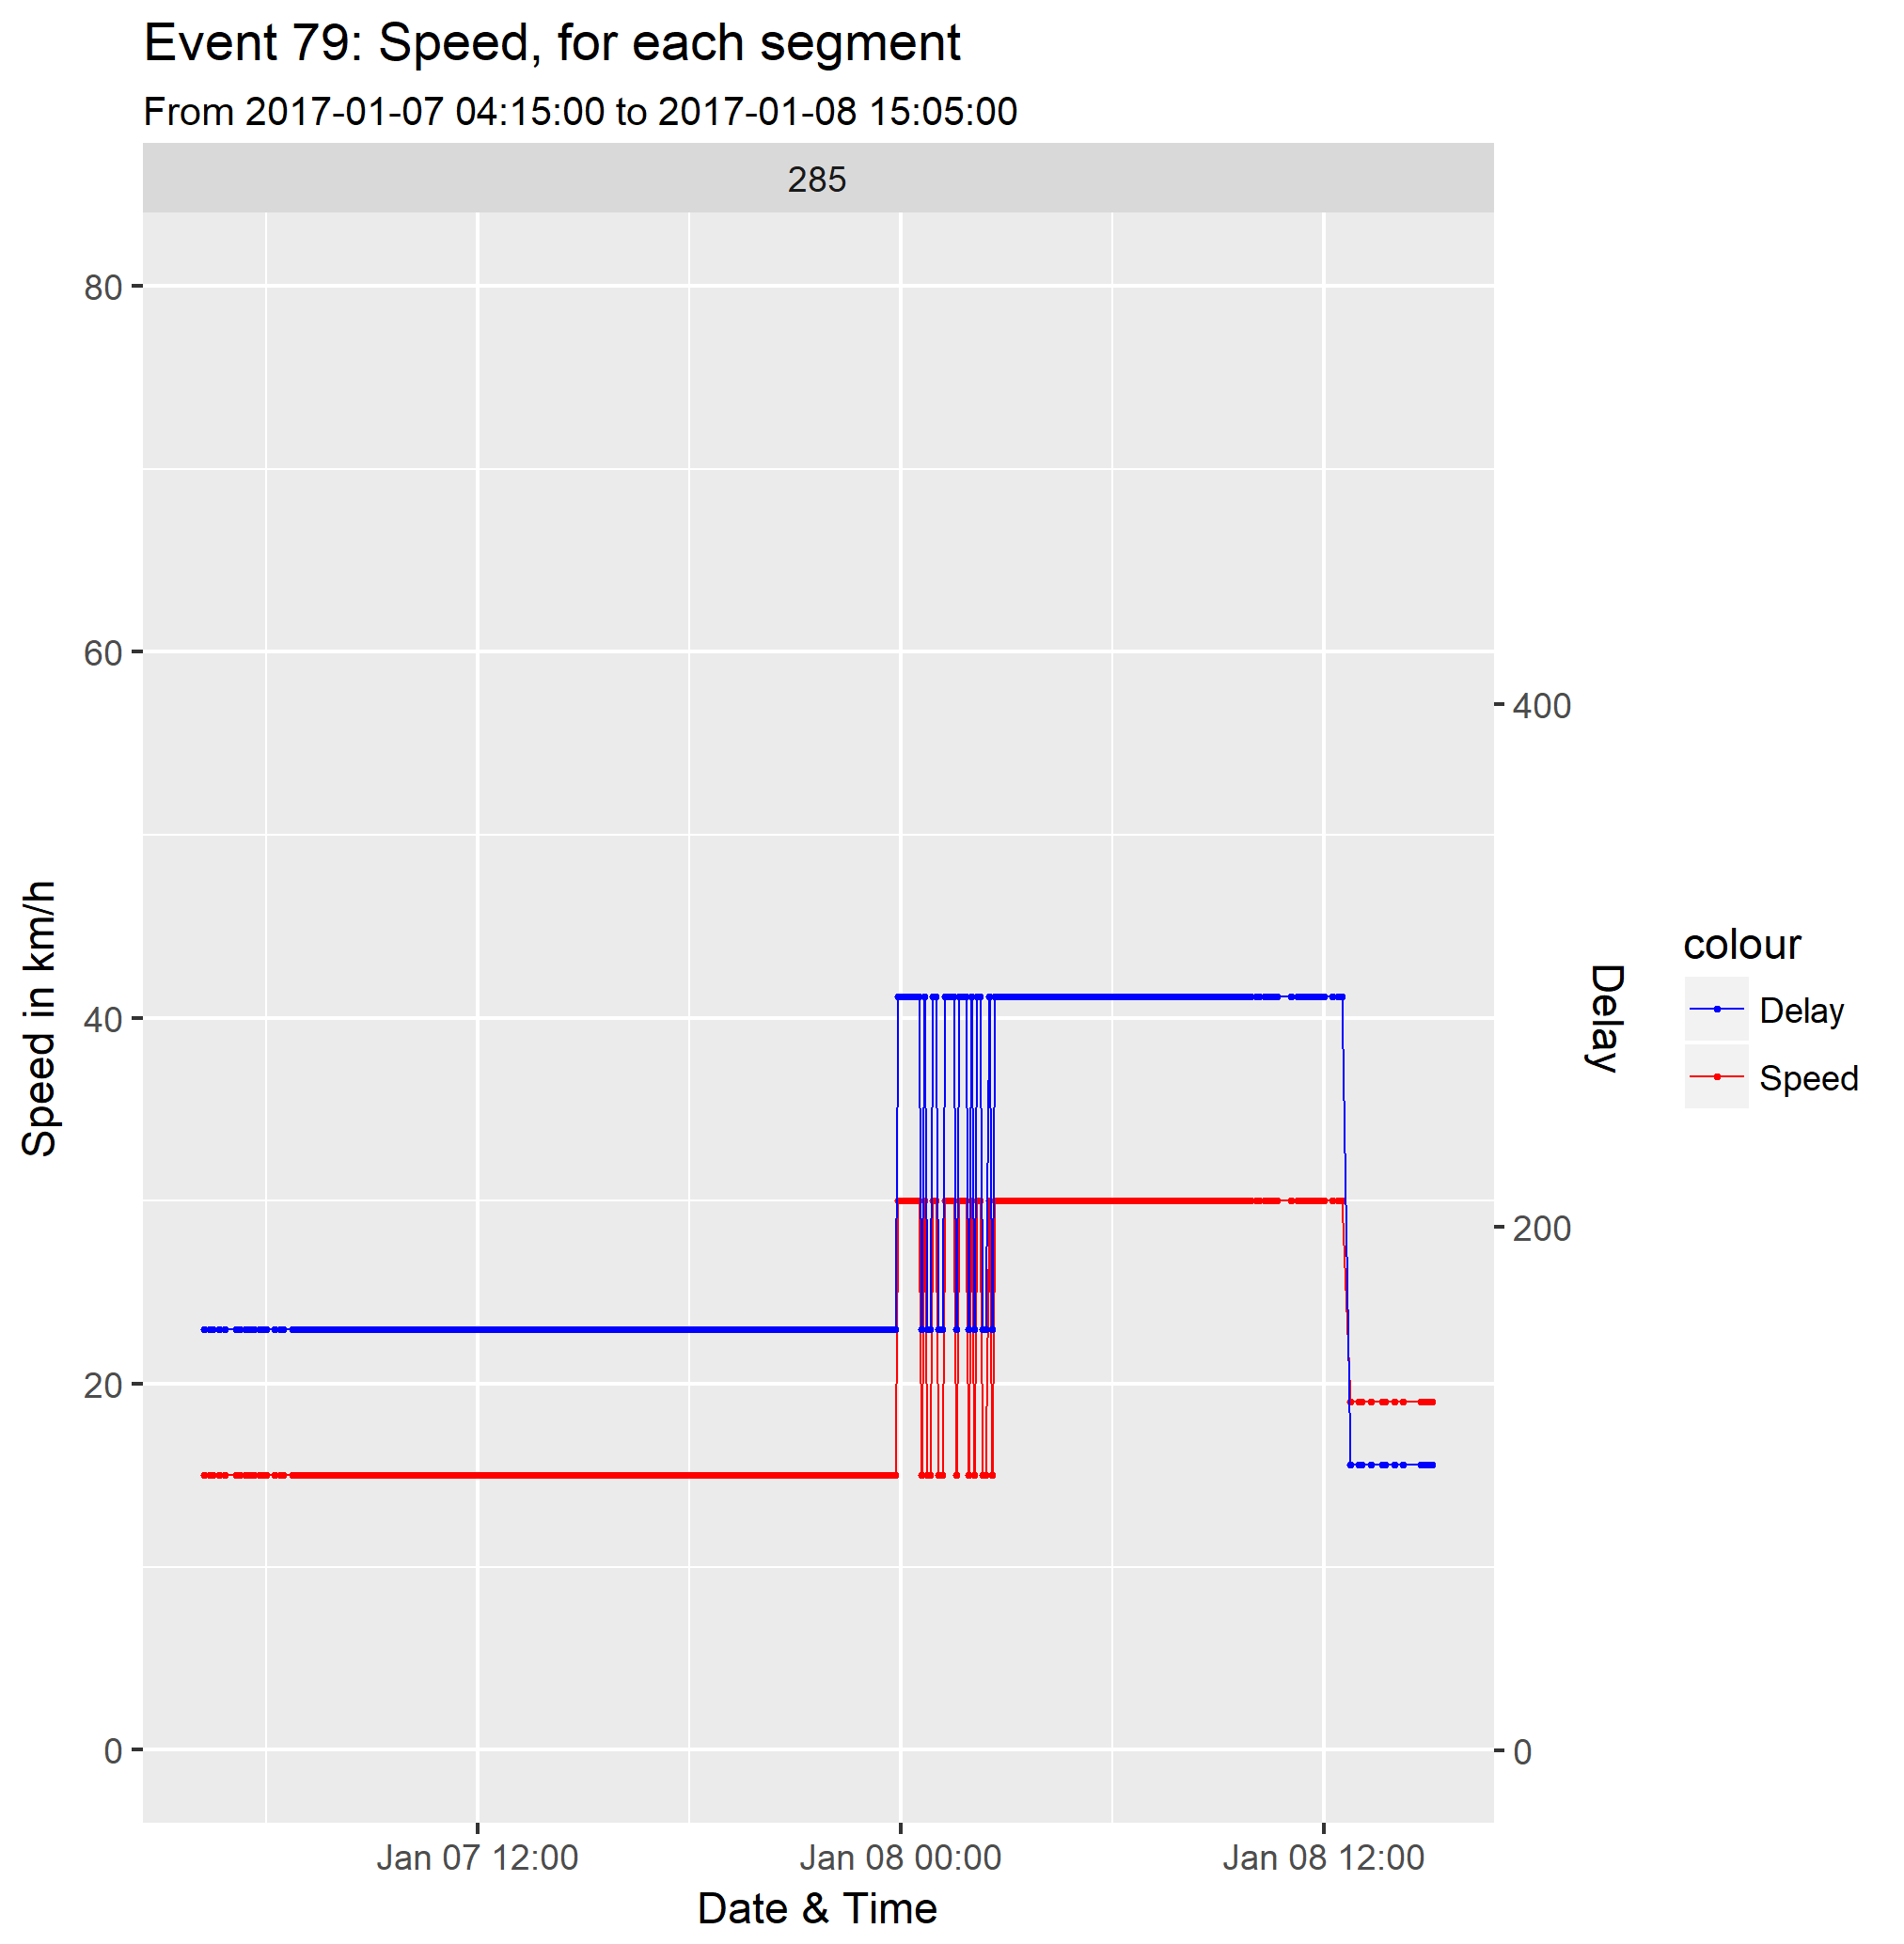 Event 79: Speed, for each segment
From 2017-01-07 04:15:00 to 2017-01-08 15:05:00
285
80
60
40
20
0
Speed in km/h
400
200
0
Delay
Jan 07 12:00
Jan 08 00:00
Jan 08 12:00
Date & Time
colour
Delay
Speed